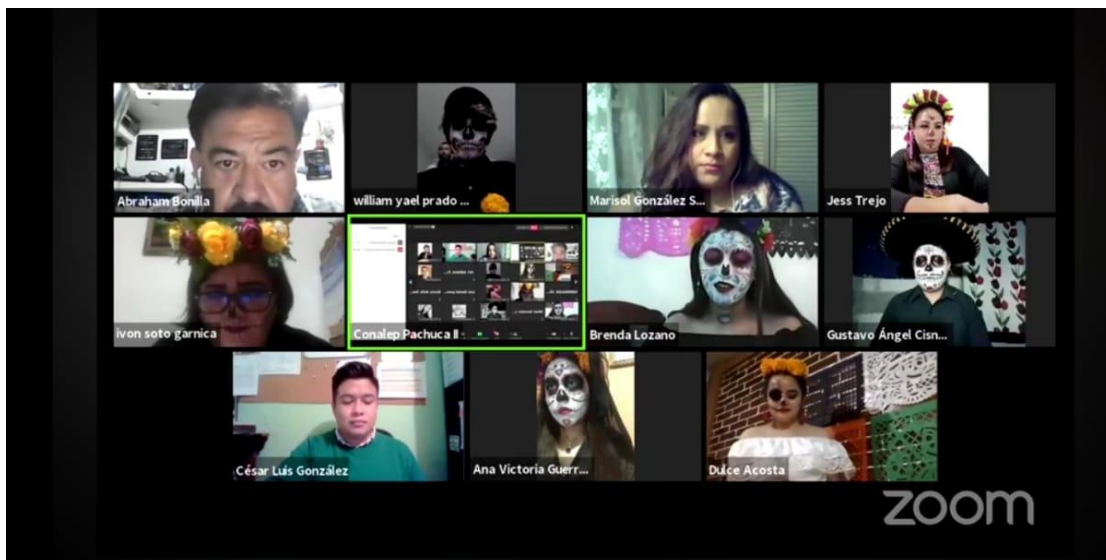 Abraham Bonilla
william yael prado ...
Marisol González S...
Jess Trejo
ivon soto garnica
Conalep Pachuca II
Brenda Lozano
Gustavo Ángel Cisn...
César Luis González
Ana Victoria Guerr...
Dulce Acosta
zoom